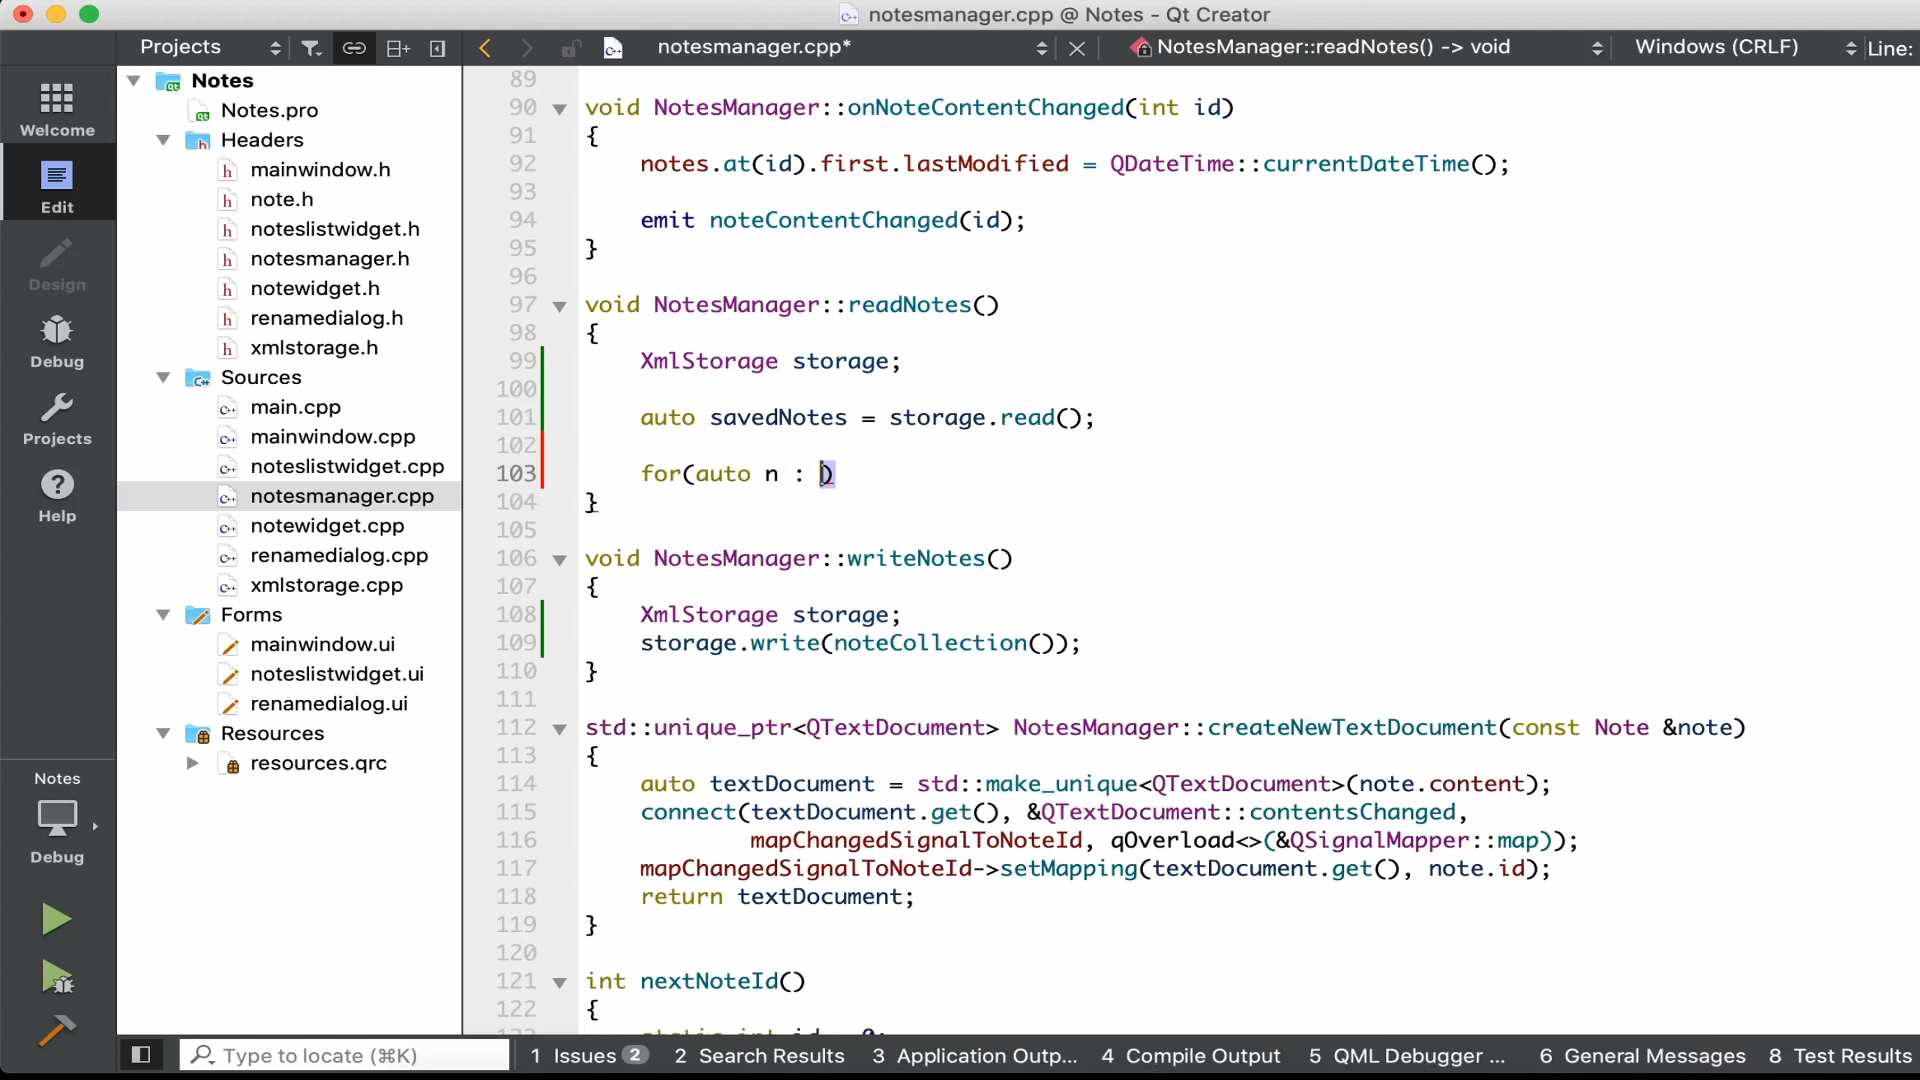 notesmanager.cpp @ Notes - Qt Creator
Projects
notesmanager.cpp*
NotesManager::readNotes() -> void
Windows (CRLF)
Line:
Welcome
Edit
Design
Debug
Projects
Help
Notes
Debug
Notes
Notes.pro
Headers
mainwindow.h
note.h
noteslistwidget.h
notesmanager.h
notewidget.h
renamedialog.h
xmlstorage.h
Sources
main.cpp
mainwindow.cpp
noteslistwidget.cpp
notesmanager.cpp
notewidget.cpp
renamedialog.cpp
xmlstorage.cpp
Forms
mainwindow.ui
noteslistwidget.ui
renamedialog.ui
Resources
resources.qrc
89
90 void NotesManager::onNoteContentChanged(int id)
91 {
92     notes.at(id).first.lastModified = QDateTime::currentDateTime();
93
94     emit noteContentChanged(id);
95 }
96
97 void NotesManager::readNotes()
98 {
99     XmlStorage storage;
100
101     auto savedNotes = storage.read();
102
103     for(auto n : )
104 }
105
106 void NotesManager::writeNotes()
107 {
108     XmlStorage storage;
109     storage.write(noteCollection());
110 }
111
112 std::unique_ptr<QTextDocument> NotesManager::createNewTextDocument(const Note &note)
113 {
114     auto textDocument = std::make_unique<QTextDocument>(note.content);
115     connect(textDocument.get(), &QTextDocument::contentsChanged,
116             mapChangedSignalToNoteId, qOverload<>(&QSignalMapper::map));
117     mapChangedSignalToNoteId->setMapping(textDocument.get(), note.id);
118     return textDocument;
119 }
120
121 int nextNoteId()
122 {
Type to locate (⌘K)
1 Issues 2
2 Search Results
3 Application Outp...
4 Compile Output
5 QML Debugger ...
6 General Messages
8 Test Results